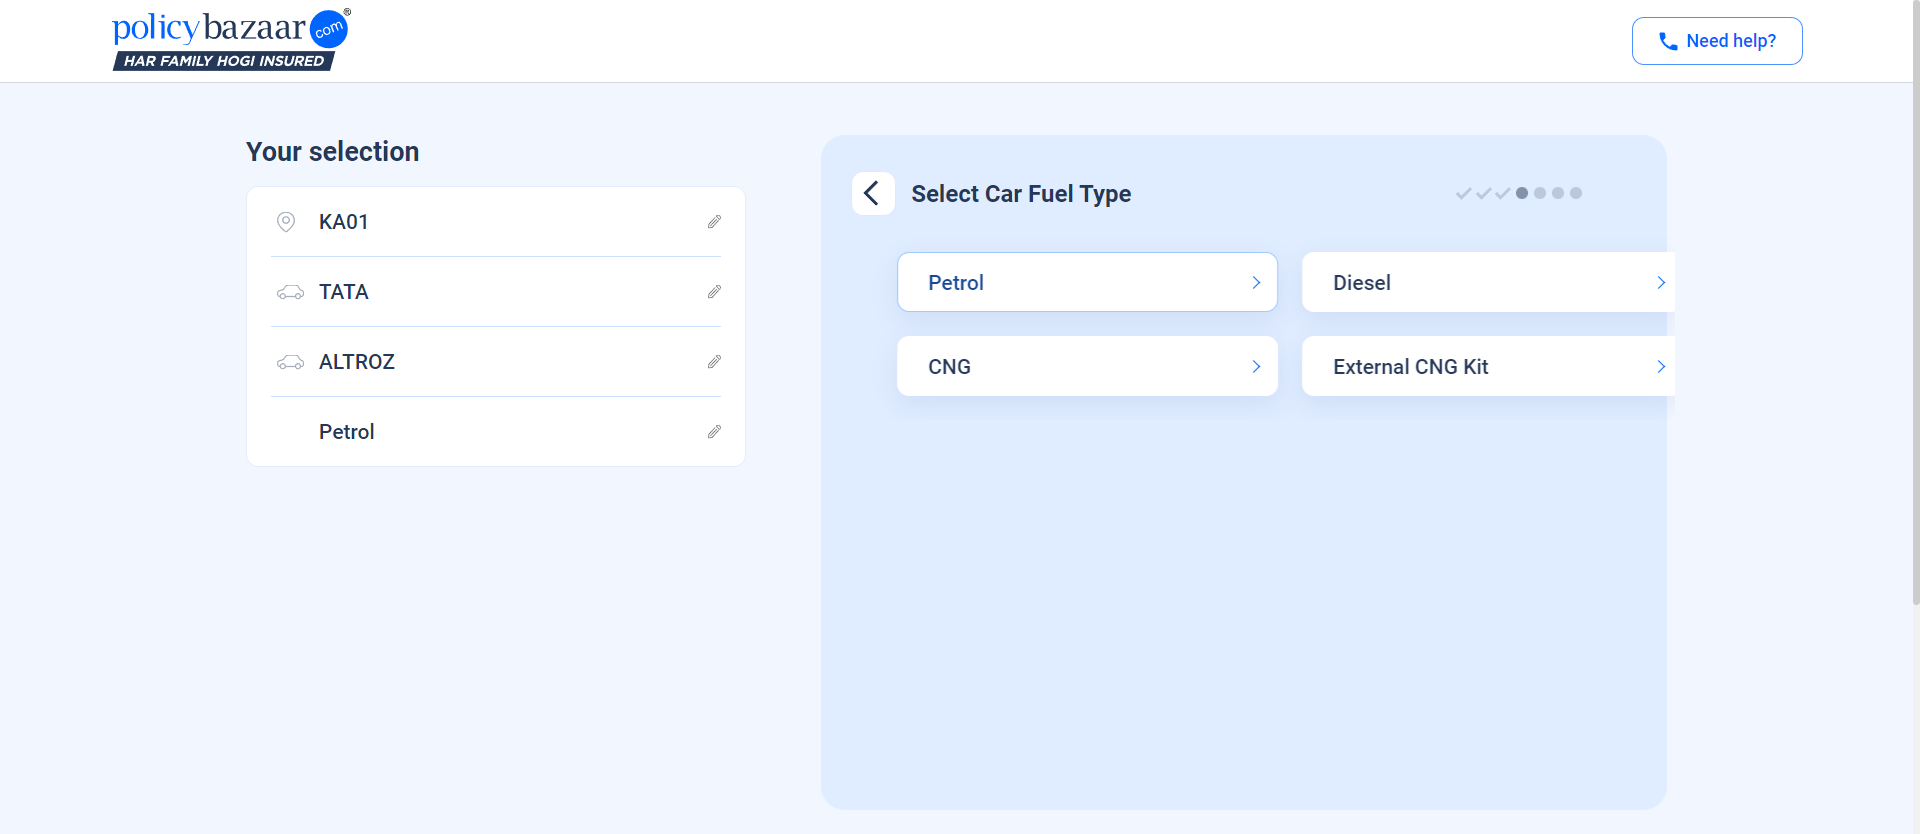 policybazaar.com®
HAR FAMILY HOGI INSURED
Need help?
Your selection
KA01
TATA
ALTROZ
Petrol
Select Car Fuel Type
Petrol
Diesel
CNG
External CNG Kit